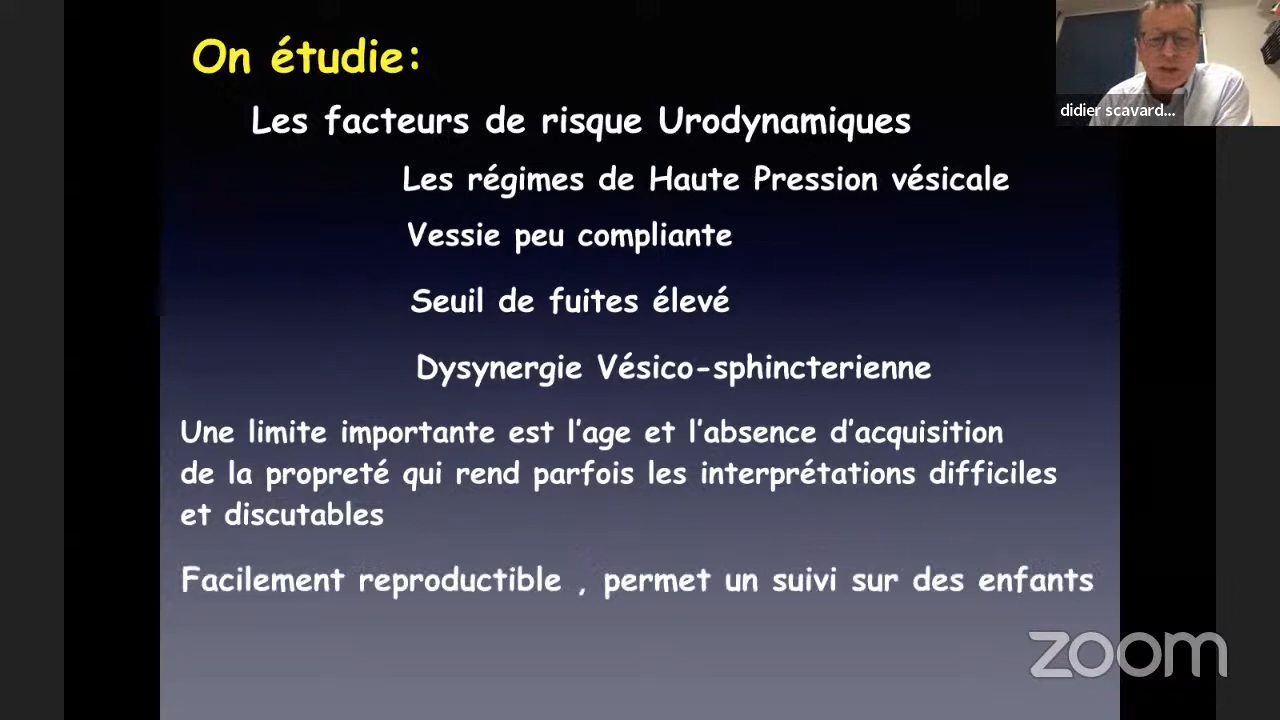 On étudie:
didier scavard...
Les facteurs de risque Urodynamiques
Les régimes de Haute Pression vésicale
Vessie peu compliante
Seuil de fuites élevé
Dysynergie Vésico-sphincterienne
Une limite importante est l'age et l'absence d'acquisition
de la propreté qui rend parfois les interprétations difficiles
et discutables
Facilement reproductible , permet un suivi sur des enfants
zoom